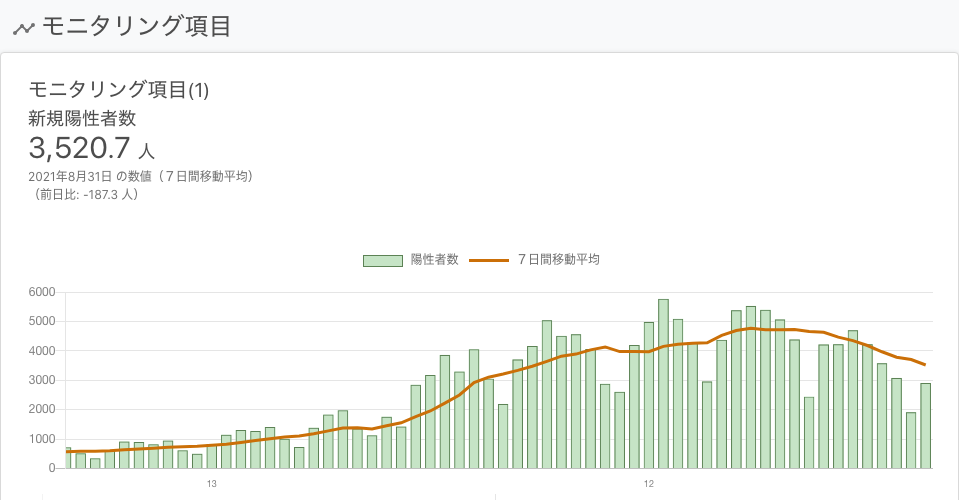 モニタリング項目
モニタリング項目(1)
新規陽性者数
3,520.7 人
2021年8月31日 の数値（７日間移動平均）
（前日比: -187.3 人）
陽性者数 ７日間移動平均
6000
5000
4000
3000
2000
1000
0
13 12